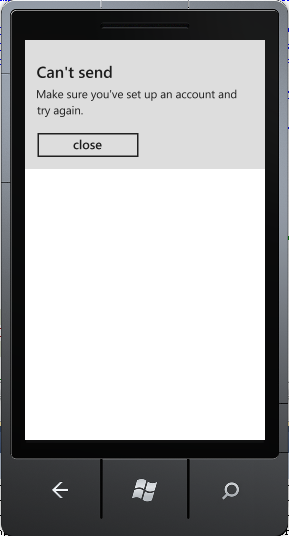 Can't send
Make sure you've set up an account and
try again.
close